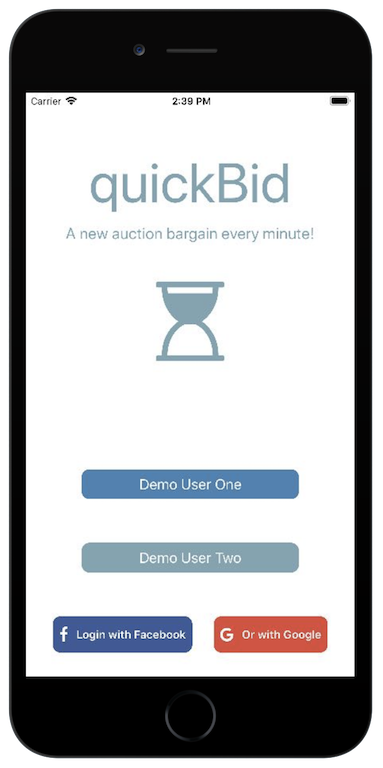 Carrier 2:39 PM
quickBid
A new auction bargain every minute!
Demo User One
Demo User Two
f Login with Facebook G Or with Google